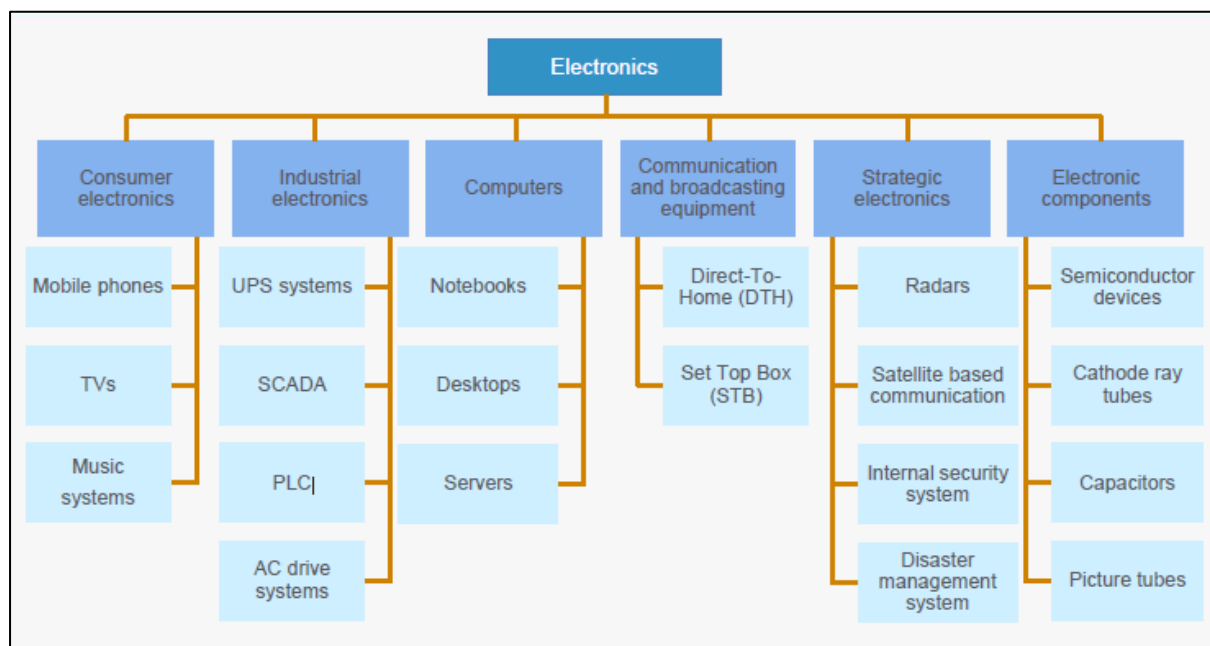 Electronics
Consumer
electronics
Industrial
electronics
Computers
Communication
and broadcasting
equipment
Strategic
electronics
Electronic
components
Mobile phones
UPS systems
Notebooks
Direct-To-
Home (DTH)
Radars
Semiconductor
devices
TVs
SCADA
Desktops
Set Top Box
(STB)
Satellite based
communication
Cathode ray
tubes
Music
systems
PLC
Servers
Internal security
system
Capacitors
AC drive
systems
Disaster
management
system
Picture tubes